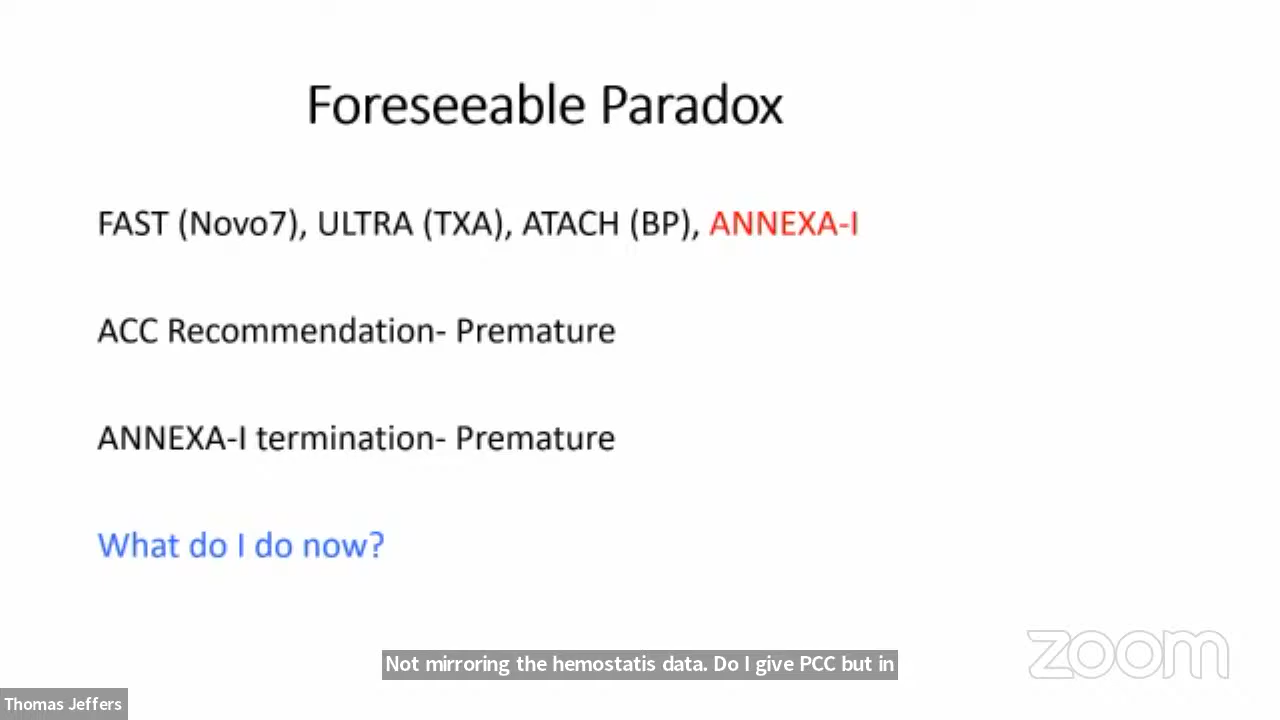 Foreseeable Paradox
FAST (Novo7), ULTRA (TXA), ATACH (BP), ANNEXA-I
ACC Recommendation- Premature
ANNEXA-I termination- Premature
What do I do now?
zoom
Not mirroring the hemostatis data. Do I give PCC but in
Thomas Jeffers